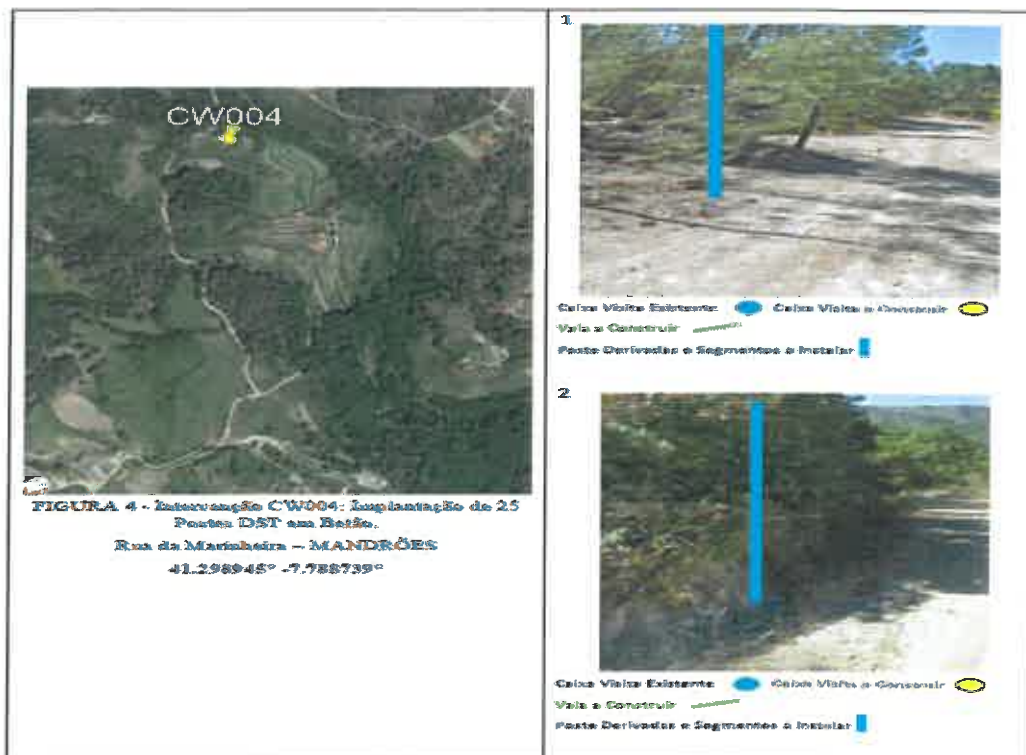 CW004
FIGURA 4 - Intervenção CW004: Implantação de 25
Postes DST em Betão.
Rua da Marinheira – MANDRÕES
41.298945° -7.788739°
1
Caixa Visita Existente Caixa Visita a Construir
Vala a Construir
Poste Derivadas e Segmentos a Instalar
2
Caixa Visita Existente Caixa Visita a Construir
Vala a Construir
Poste Derivadas e Segmentos a Instalar